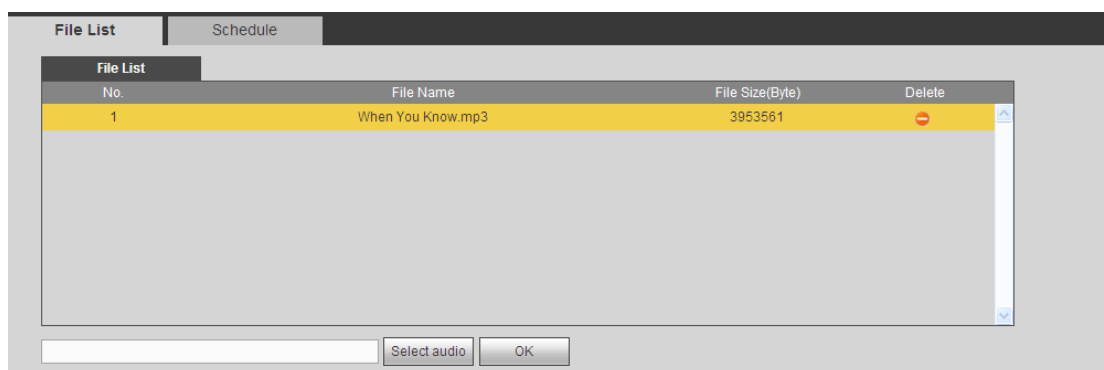 File List Schedule
File List
No. File Name File Size(Byte) Delete
1 When You Know.mp3 3953561
Select audio OK